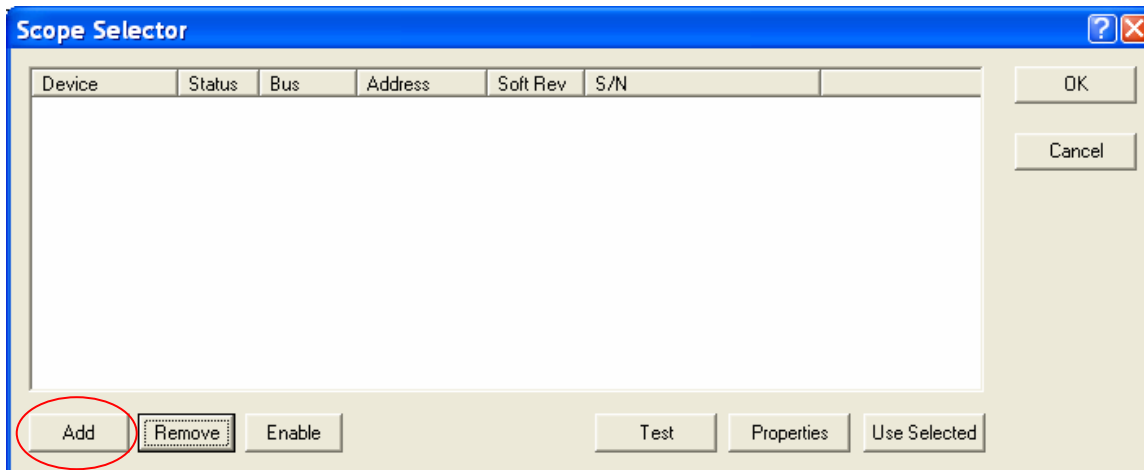 Scope Selector
Device Status Bus Address Soft Rev S/N
OK
Cancel
Add Remove Enable Test Properties Use Selected